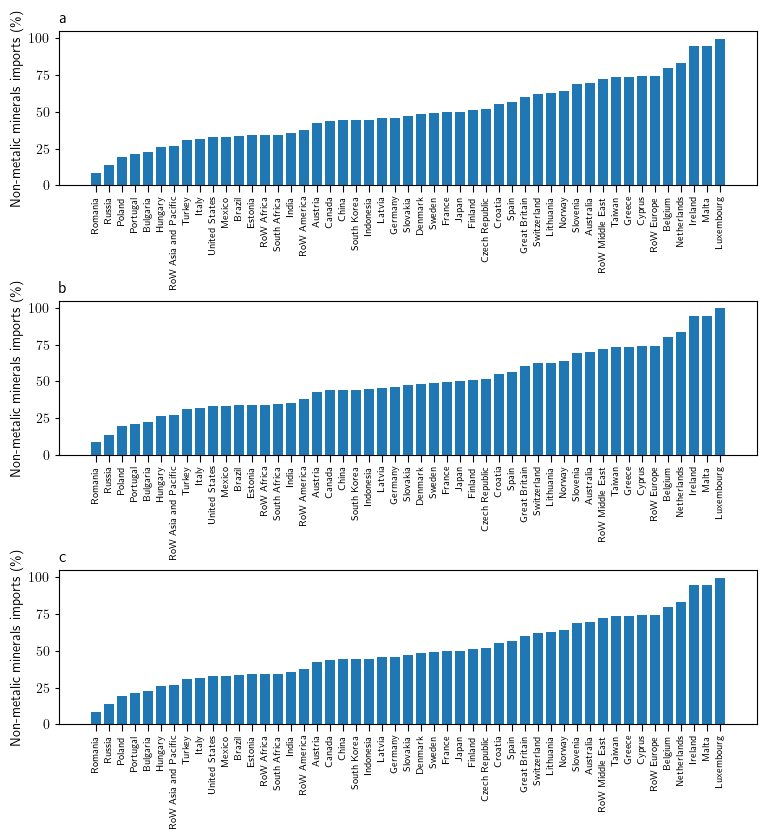 a
Non-metalic minerals imports (%)
100
75
50
25
0
Romania
Russia
Poland
Portugal
Bulgaria
Hungary
RoW Asia and Pacific
Turkey
Italy
United States
Mexico
Brazil
Estonia
RoW Africa
South Africa
India
RoW America
Austria
Canada
China
South Korea
Indonesia
Latvia
Germany
Slovakia
Denmark
Sweden
France
Japan
Finland
Czech Republic
Croatia
Spain
Great Britain
Switzerland
Lithuania
Norway
Slovenia
Australia
RoW Middle East
Taiwan
Greece
Cyprus
RoW Europe
Belgium
Netherlands
Ireland
Malta
Luxembourg
b
Non-metalic minerals imports (%)
100
75
50
25
0
Romania
Russia
Poland
Portugal
Bulgaria
Hungary
RoW Asia and Pacific
Turkey
Italy
United States
Mexico
Brazil
Estonia
RoW Africa
South Africa
India
RoW America
Austria
Canada
China
South Korea
Indonesia
Latvia
Germany
Slovakia
Denmark
Sweden
France
Japan
Finland
Czech Republic
Croatia
Spain
Great Britain
Switzerland
Lithuania
Norway
Slovenia
Australia
RoW Middle East
Taiwan
Greece
Cyprus
RoW Europe
Belgium
Netherlands
Ireland
Malta
Luxembourg
c
Non-metalic minerals imports (%)
100
75
50
25
0
Romania
Russia
Poland
Portugal
Bulgaria
Hungary
RoW Asia and Pacific
Turkey
Italy
United States
Mexico
Brazil
Estonia
RoW Africa
South Africa
India
RoW America
Austria
Canada
China
South Korea
Indonesia
Latvia
Germany
Slovakia
Denmark
Sweden
France
Japan
Finland
Czech Republic
Croatia
Spain
Great Britain
Switzerland
Lithuania
Norway
Slovenia
Australia
RoW Middle East
Taiwan
Greece
Cyprus
RoW Europe
Belgium
Netherlands
Ireland
Malta
Luxembourg